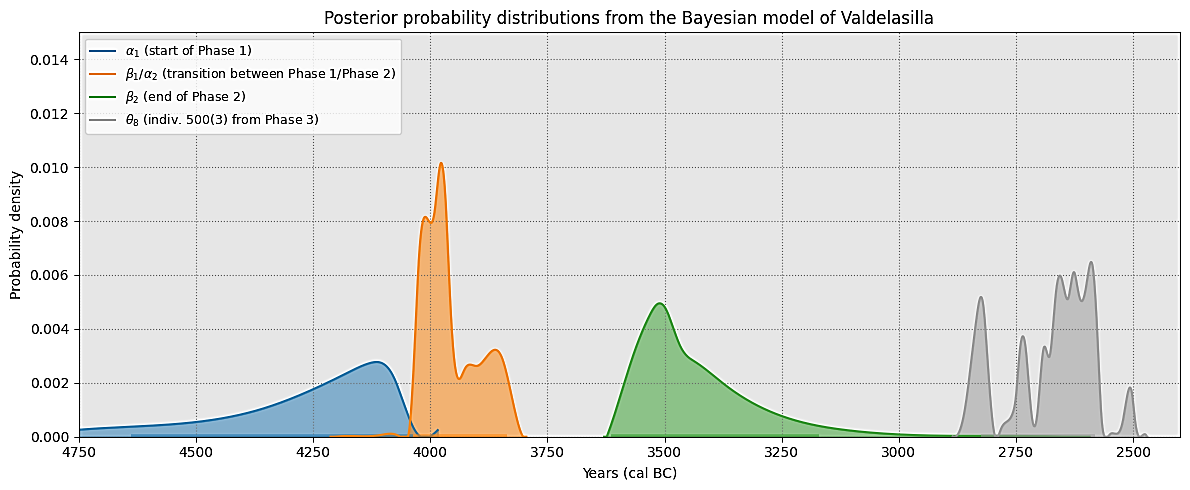 Posterior probability distributions from the Bayesian model of Valdelasilla
α₁ (start of Phase 1)
β₁/α₂ (transition between Phase 1/Phase 2)
β₂ (end of Phase 2)
θ₈ (indiv. 500(3) from Phase 3)
Probability density
0.014
0.012
0.010
0.008
0.006
0.004
0.002
0.000
4750 4500 4250 4000 3750 3500 3250 3000 2750 2500
Years (cal BC)